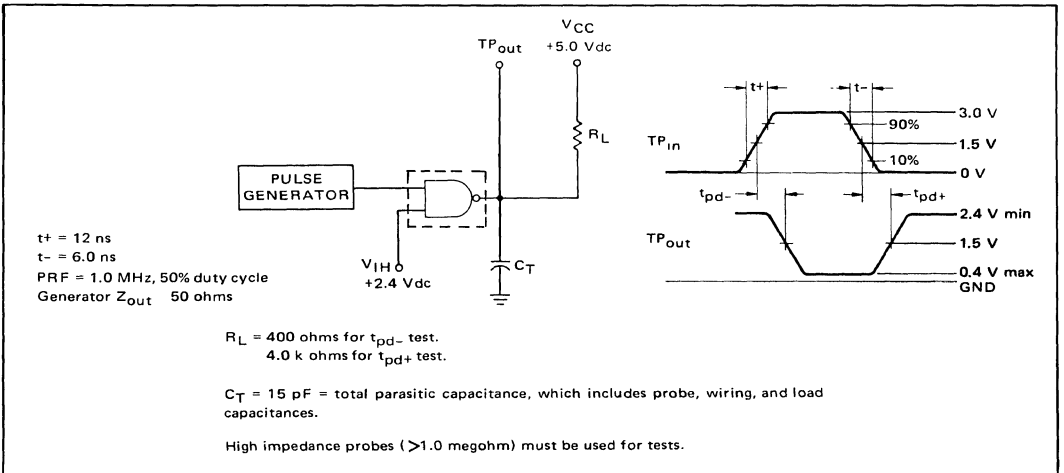 TPout
VCC
+5.0 Vdc
RL
PULSE
GENERATOR
VIH
+2.4 Vdc
CT
t+ = 12 ns
t- = 6.0 ns
PRF = 1.0 MHz, 50% duty cycle
Generator Zout 50 ohms
t+
t-
TPin
3.0 V
90%
1.5 V
10%
0 V
tpd-
tpd+
TPout
2.4 V min
1.5 V
0.4 V max
GND
RL = 400 ohms for tpd- test.
4.0 k ohms for tpd+ test.
CT = 15 pF = total parasitic capacitance, which includes probe, wiring, and load
capacitances.
High impedance probes (>1.0 megohm) must be used for tests.